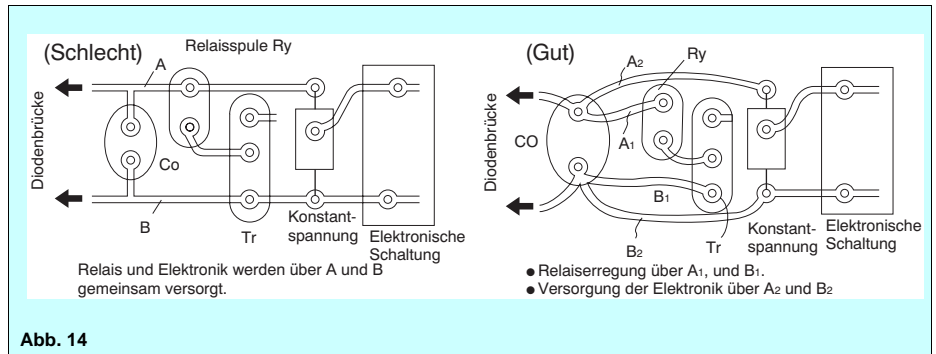 (Schlecht)
Relaisspule Ry
A
Diodenbrücke
Co
B
Tr
Konstant-
spannung
Elektronische
Schaltung
Relais und Elektronik werden über A und B
gemeinsam versorgt.
(Gut)
A2
Ry
Diodenbrücke
CO
A1
B1
B2
Tr
Konstant-
spannung
Elektronische
Schaltung
● Relaiserregung über A1, und B1.
● Versorgung der Elektronik über A2 und B2
Abb. 14